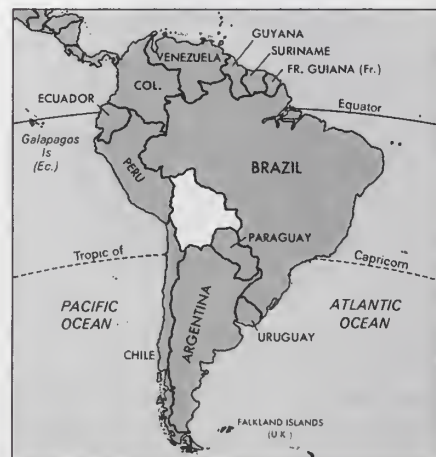 GUYANA
SURINAME
VENEZUELA
FR. GUIANA (Fr.)
COL.
ECUADOR
Equator
Galapagos
Is
(Ec.)
PERU
BRAZIL
PARAGUAY
Tropic of
Capricorn
PACIFIC
OCEAN
ATLANTIC
OCEAN
ARGENTINA
URUGUAY
CHILE
FALKLAND ISLANDS
(U.K.)